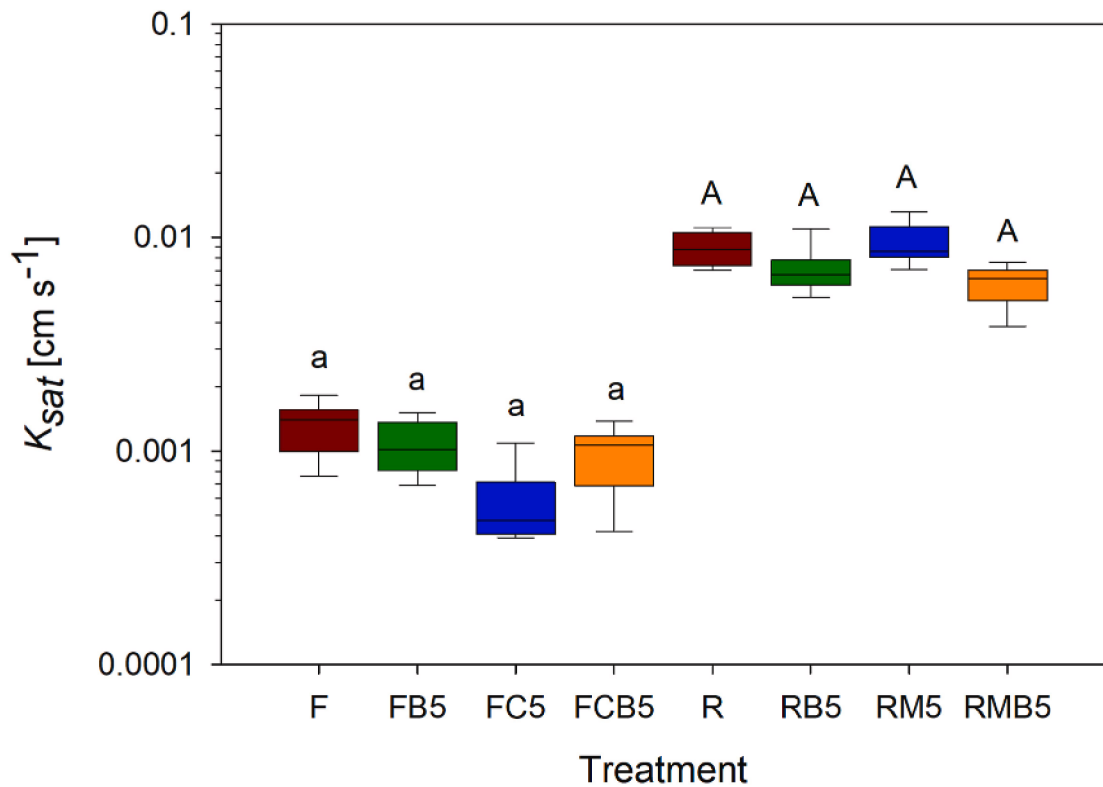 0.1
0.01
0.001
0.0001
Ksat [cm s-1]
a
a
a
a
A
A
A
A
F FB5 FC5 FCB5 R RB5 RM5 RMB5
Treatment